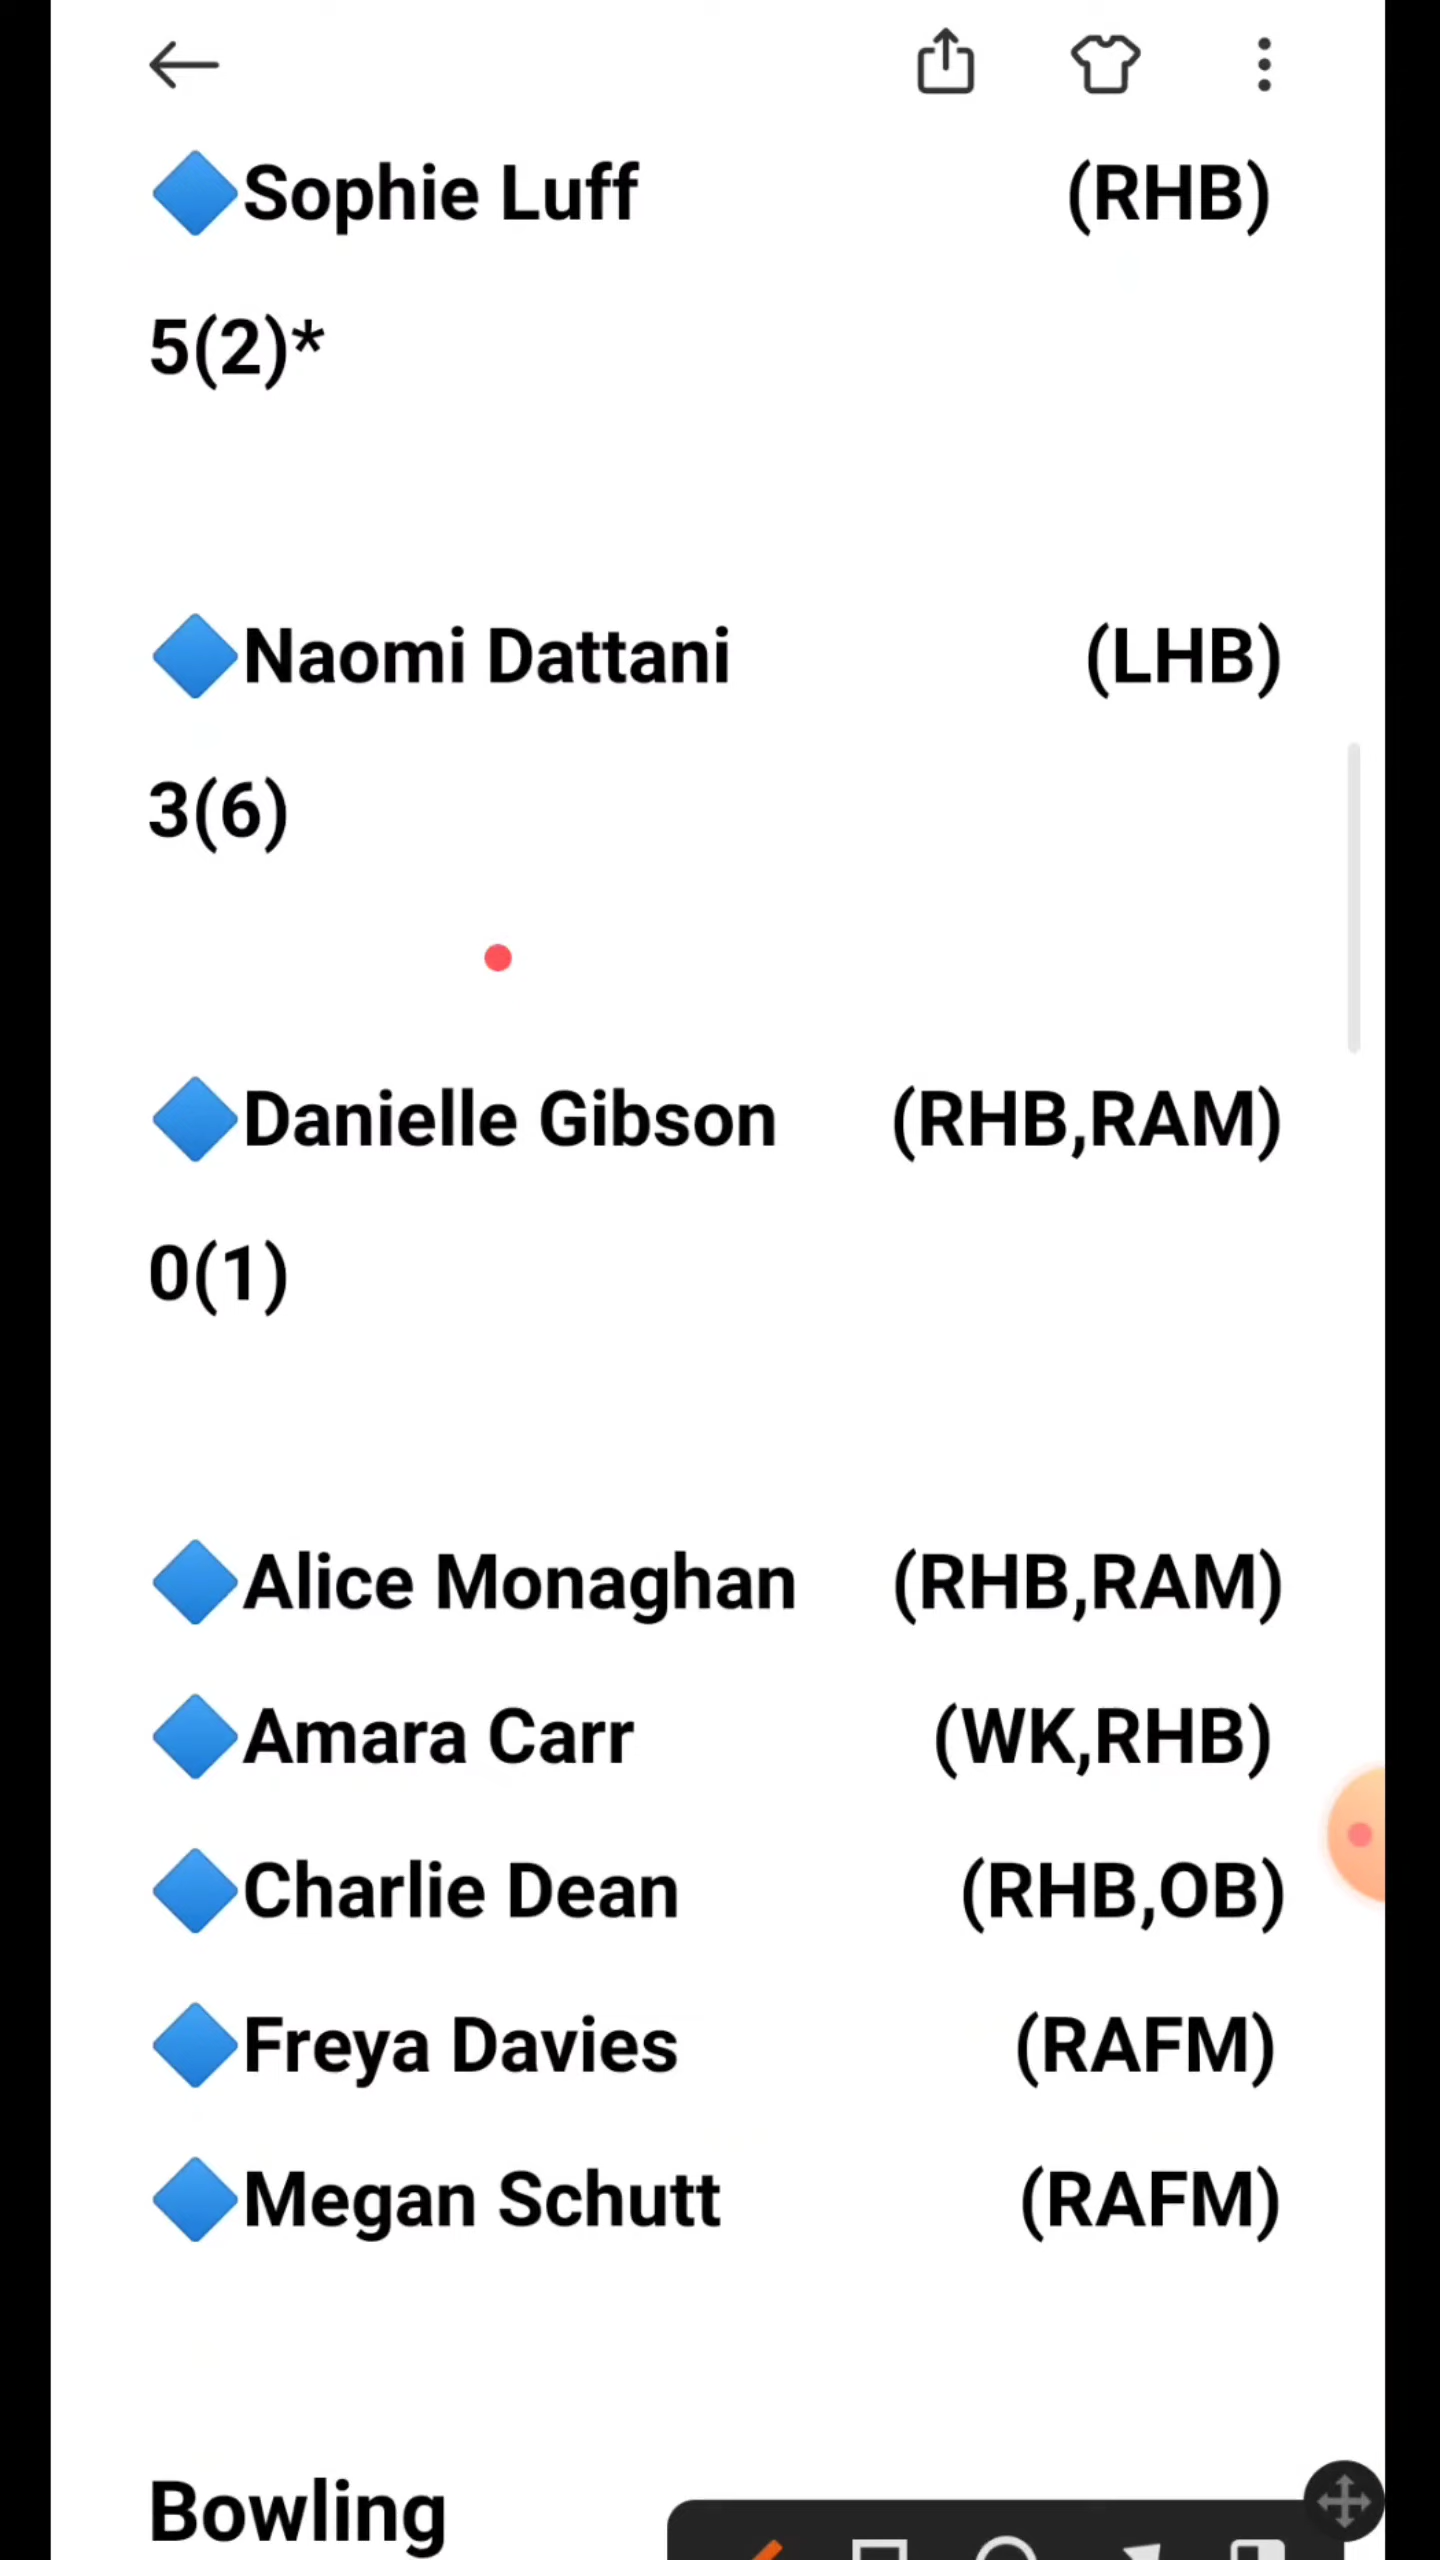 🔷Sophie Luff (RHB)
5(2)*
🔷Naomi Dattani (LHB)
3(6)
🔷Danielle Gibson (RHB,RAM)
0(1)
🔷Alice Monaghan (RHB,RAM)
🔷Amara Carr (WK,RHB)
🔷Charlie Dean (RHB,OB)
🔷Freya Davies (RAFM)
🔷Megan Schutt (RAFM)
Bowling